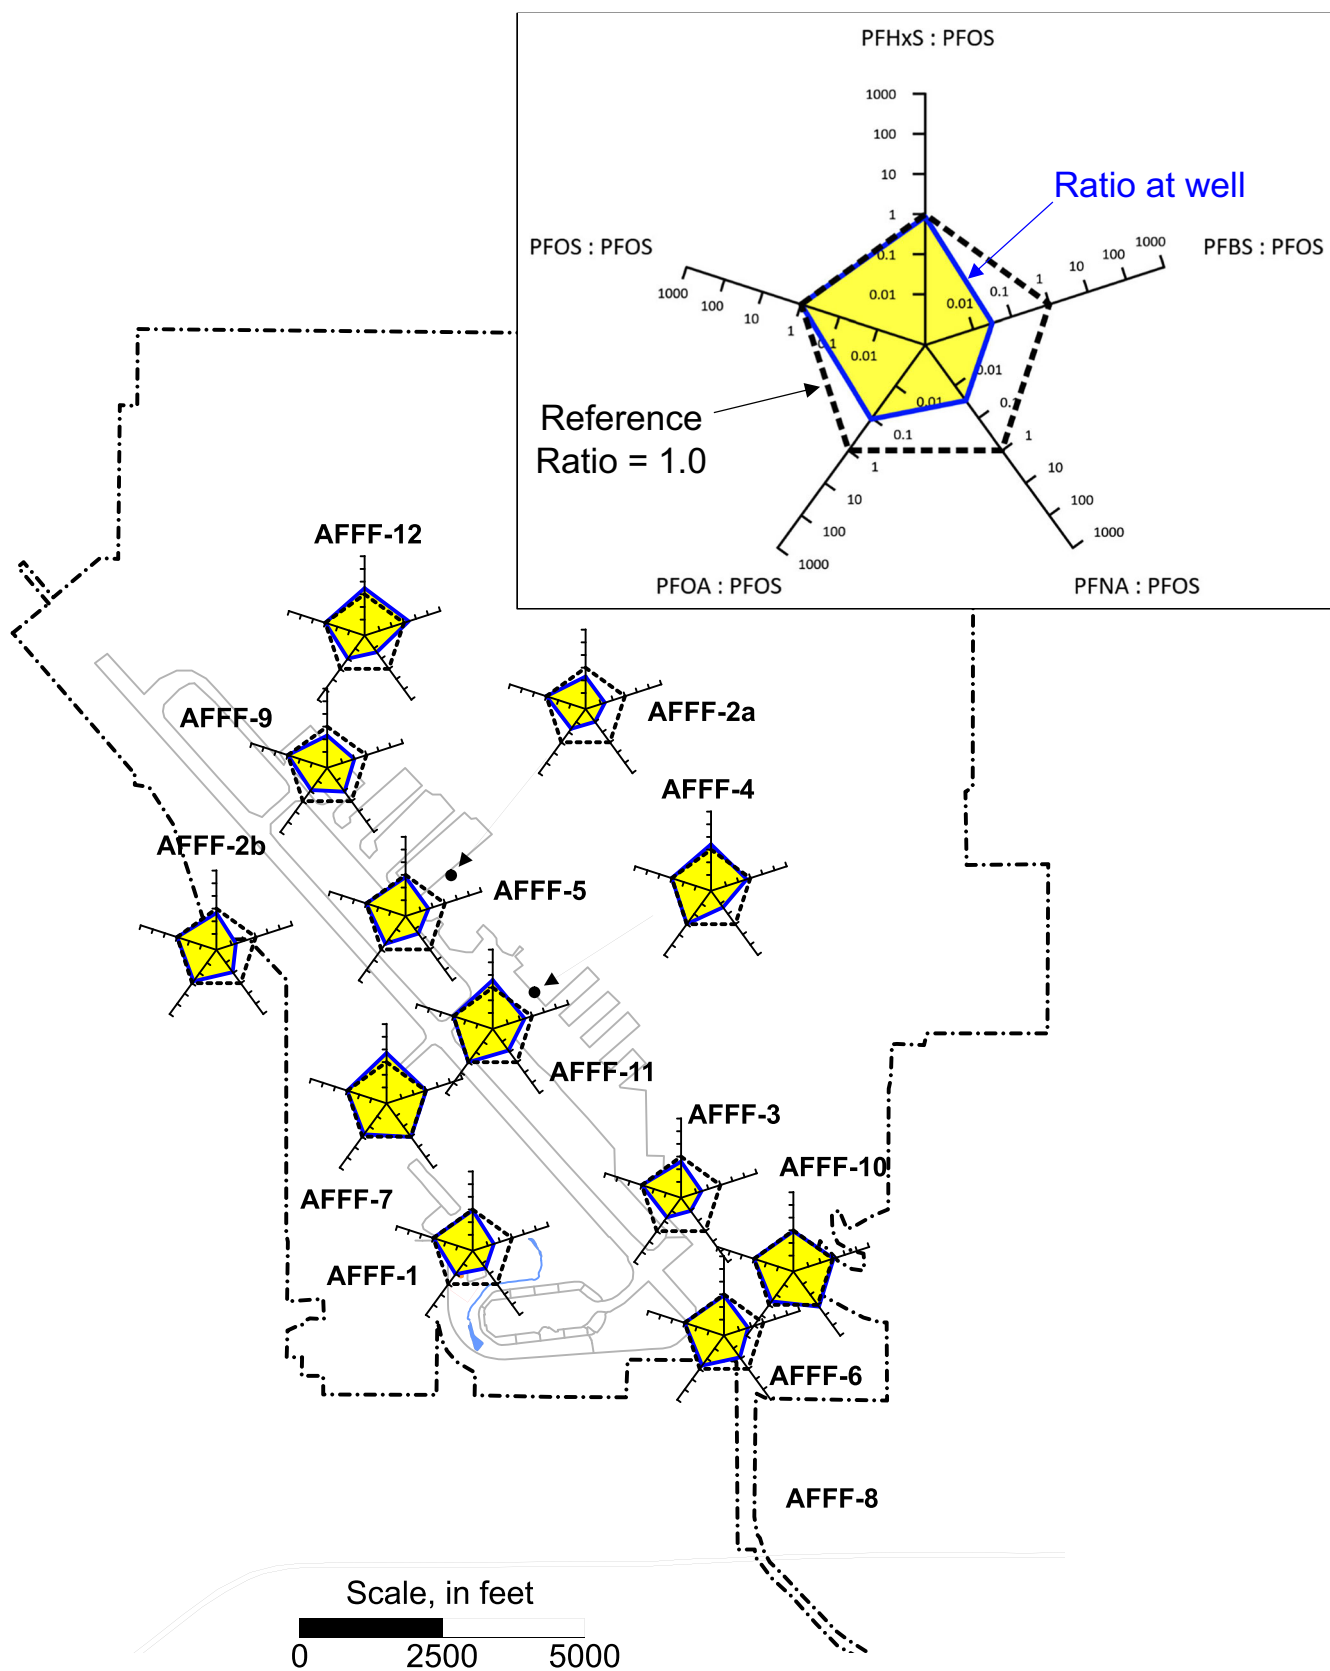 PFHxS : PFOS
1000
100
10
1
0.1
0.01
Ratio at well
PFOS : PFOS
1000
100
10
1
0.1
0.01
PFBS : PFOS
0.01
0.1
1
10
100
1000
Reference
Ratio = 1.0
0.01
0.1
1
10
100
1000
0.01
0.1
1
10
100
1000
PFOA : PFOS
PFNA : PFOS
AFFF-12
AFFF-9
AFFF-2a
AFFF-4
AFFF-2b
AFFF-5
AFFF-11
AFFF-3
AFFF-10
AFFF-7
AFFF-1
AFFF-6
AFFF-8
Scale, in feet
0 2500 5000